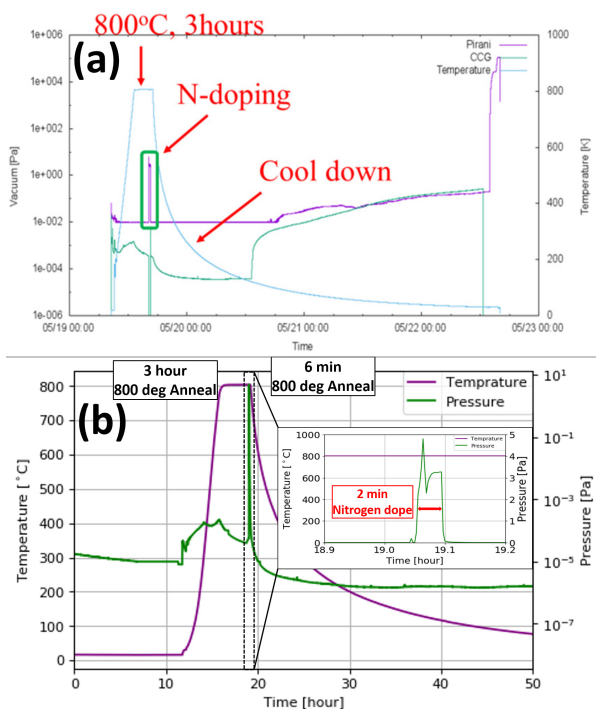 800°C, 3hours
(a)
N-doping
Cool down
Pirani
CCG
Temperature
1e+006
1e+004
1e+002
1e+000
1e-002
1e-004
1e-006
Vacuum [Pa]
1000
800
600
400
200
0
Temperature [K]
05/19 00:00
05/20 00:00
05/21 00:00
05/22 00:00
05/23 00:00
Time
(b)
3 hour
800 deg Anneal
6 min
800 deg Anneal
Temprature
Pressure
800
700
600
500
400
300
200
100
0
Temperature [°C]
10^1
10^-1
10^-3
10^-5
10^-7
Pressure [Pa]
0
10
20
30
40
50
Time [hour]
Temprature
Pressure
1000
800
600
400
200
0
Temperature [°C]
5
4
3
2
1
0
Pressure [Pa]
2 min
Nitrogen dope
18.9
19.0
19.1
19.2
Time [hour]